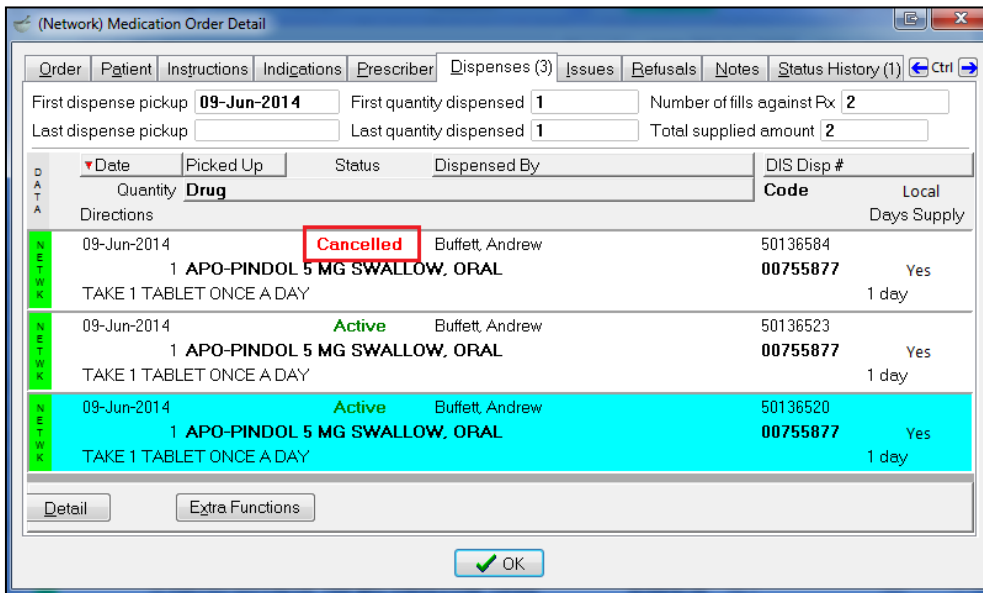 (Network) Medication Order Detail
Order Patient Instructions Indications Prescriber Dispenses (3) Issues Refusals Notes Status History (1) Ctrl
First dispense pickup 09-Jun-2014 First quantity dispensed 1 Number of fills against Rx 2
Last dispense pickup Last quantity dispensed 1 Total supplied amount 2
DATA
Date Picked Up Status Dispensed By DIS Disp #
Quantity Drug Code Local
Directions Days Supply
NETWK
09-Jun-2014 Cancelled Buffett, Andrew 50136584
1 APO-PINDOL 5 MG SWALLOW, ORAL 00755877 Yes
TAKE 1 TABLET ONCE A DAY 1 day
NETWK
09-Jun-2014 Active Buffett, Andrew 50136523
1 APO-PINDOL 5 MG SWALLOW, ORAL 00755877 Yes
TAKE 1 TABLET ONCE A DAY 1 day
NETWK
09-Jun-2014 Active Buffett, Andrew 50136520
1 APO-PINDOL 5 MG SWALLOW, ORAL 00755877 Yes
TAKE 1 TABLET ONCE A DAY 1 day
Detail Extra Functions
OK